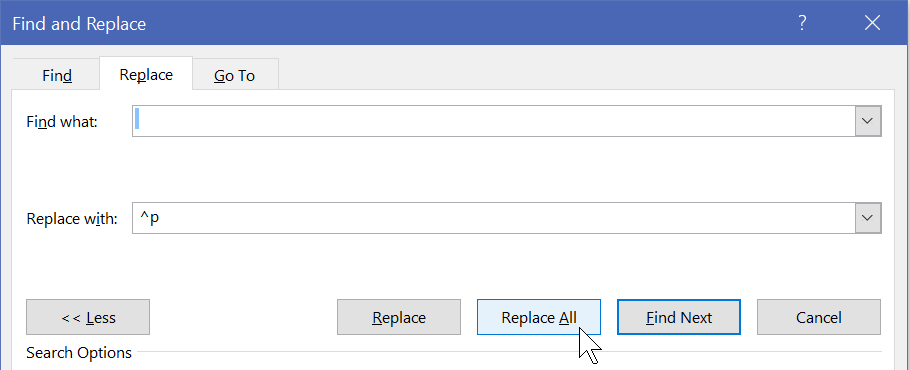 Find and Replace ?
Find Replace Go To
Find what:
Replace with: ^p
<< Less Replace Replace All Find Next Cancel
Search Options